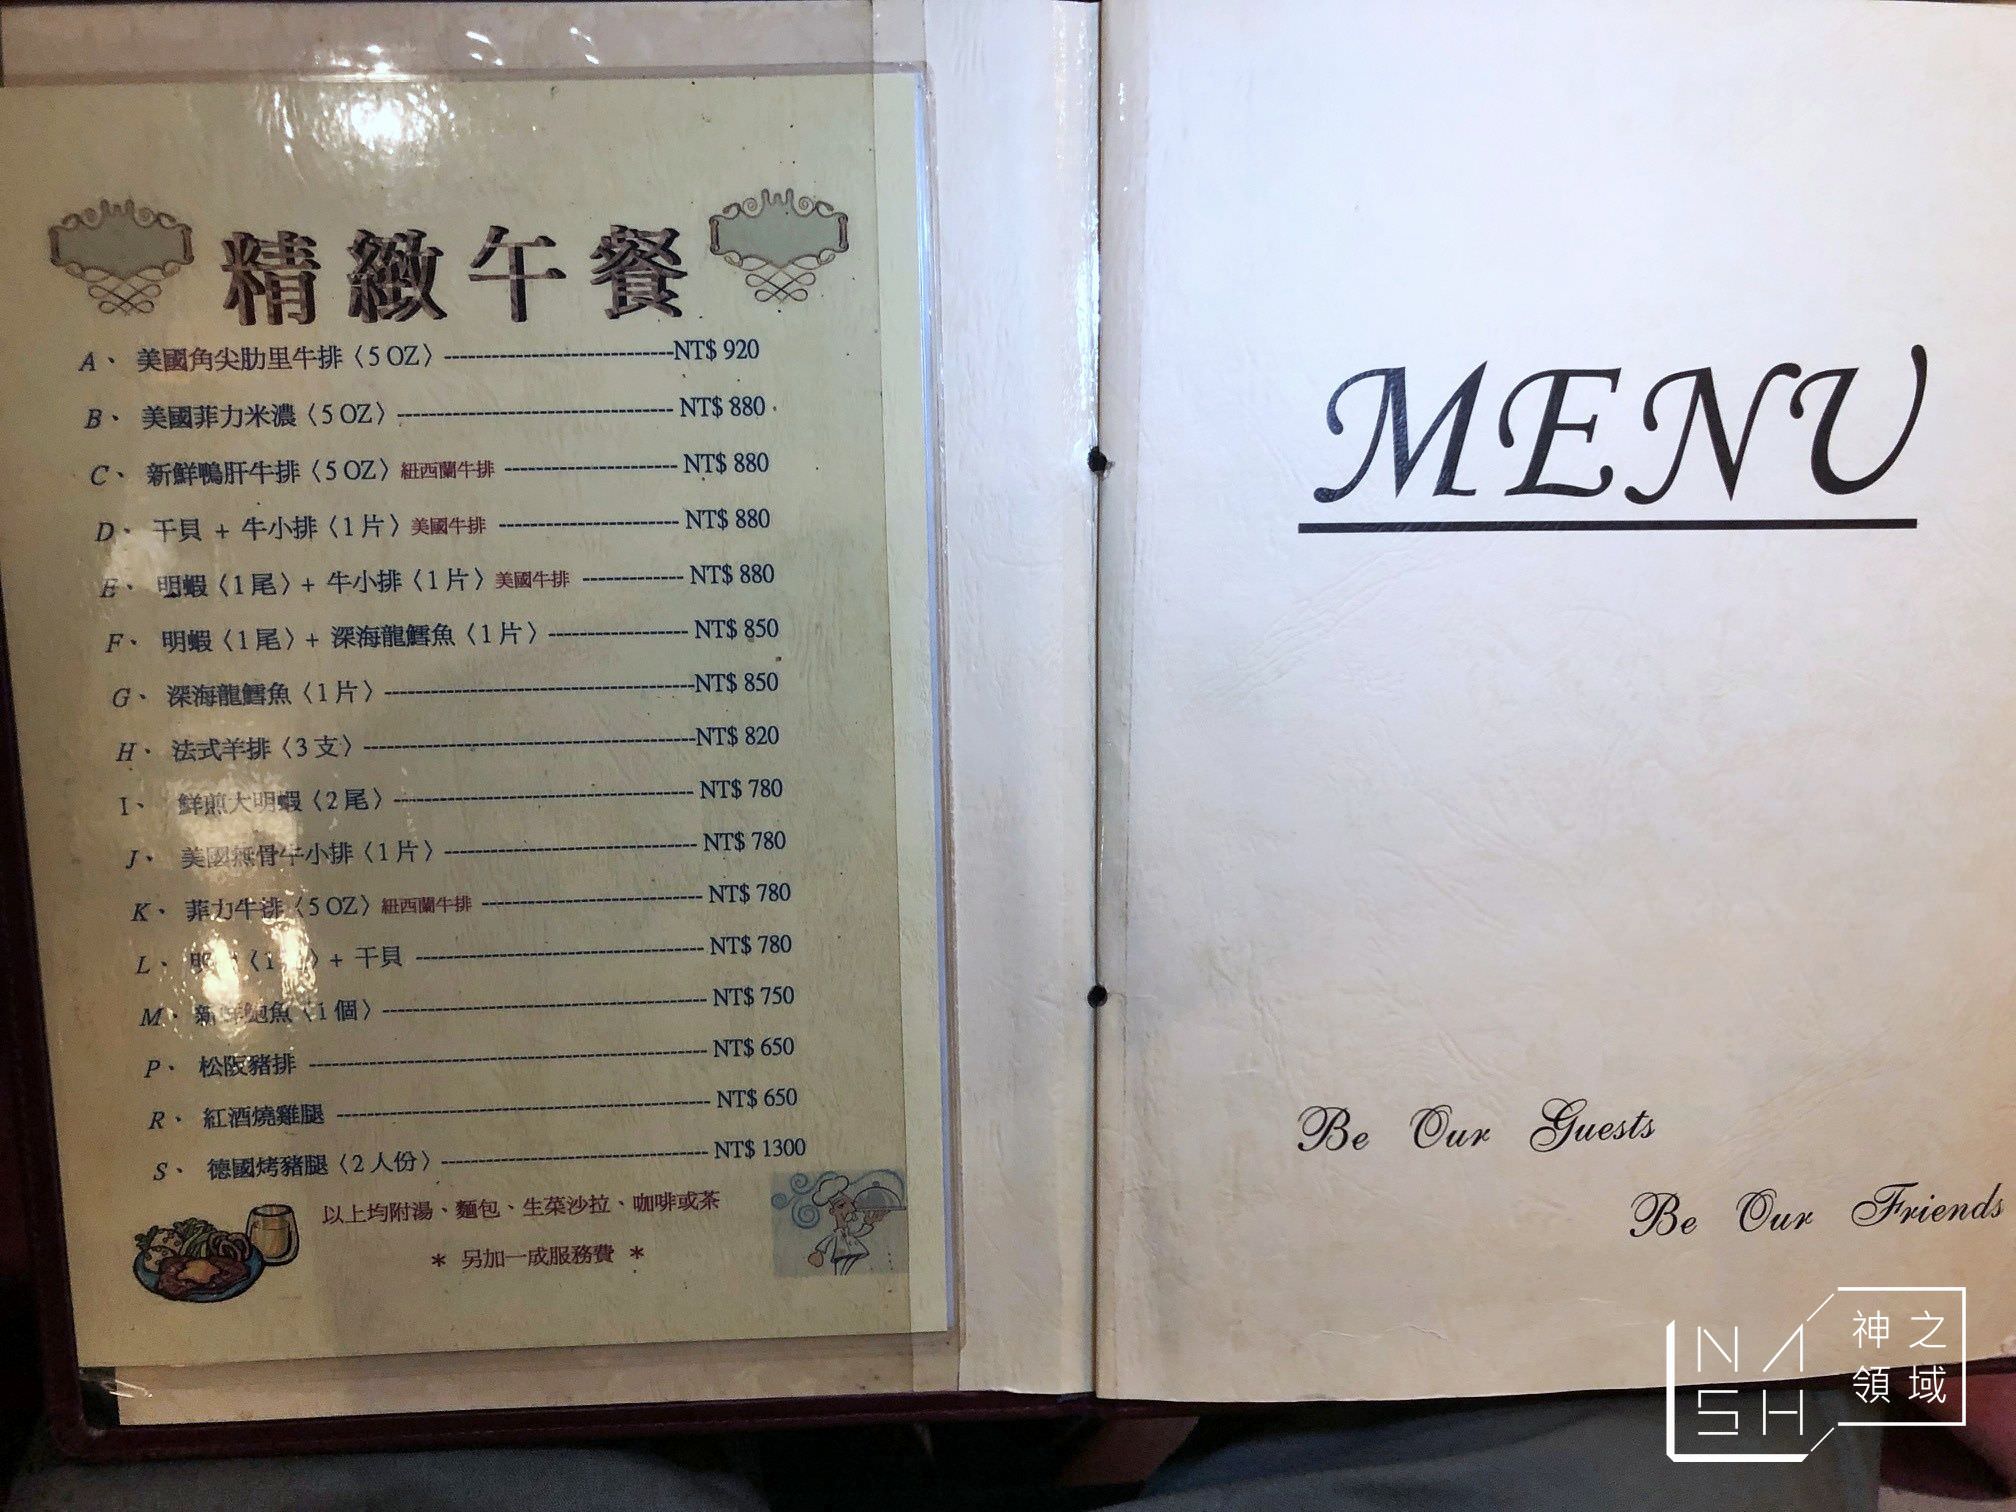 精緻午餐
A、 美國角尖肋里牛排〈5 OZ〉------------------------------NT$ 920
B、 美國菲力米濃〈5 OZ〉------------------------------------ NT$ 880
C、 新鮮鴨肝牛排〈5 OZ〉紐西蘭牛排 ----------------------- NT$ 880
D、 干貝 + 牛小排〈1 片〉美國牛排 ------------------------ NT$ 880
E、 明蝦〈1 尾〉+ 牛小排〈1 片〉美國牛排 -------------- NT$ 880
F、 明蝦〈1 尾〉+ 深海龍鱈魚〈1 片〉------------------- NT$ 850
G、 深海龍鱈魚〈1 片〉-----------------------------------------NT$ 850
H、 法式羊排〈3 支〉--------------------------------------------NT$ 820
I、 鮮煎大明蝦〈2 尾〉---------------------------------------- NT$ 780
J、 美國無骨牛小排〈1 片〉---------------------------------- NT$ 780
K、 菲力牛排〈5 OZ〉紐西蘭牛排 ------------------------------ NT$ 780
L、 〈1 〉+ 干貝 --------------------------------------- NT$ 780
M、 新鮮鮑魚〈1 個〉-------------------------------------------- NT$ 750
P、 松阪豬排 ------------------------------------------------------ NT$ 650
R、 紅酒燒雞腿 -------------------------------------------------- NT$ 650
S、 德國烤豬腿〈2 人份〉------------------------------------ NT$ 1300
以上均附湯、麵包、生菜沙拉、咖啡或茶
* 另加一成服務費 *
MENU
Be Our Guests
Be Our Friends
NASH
神之領域